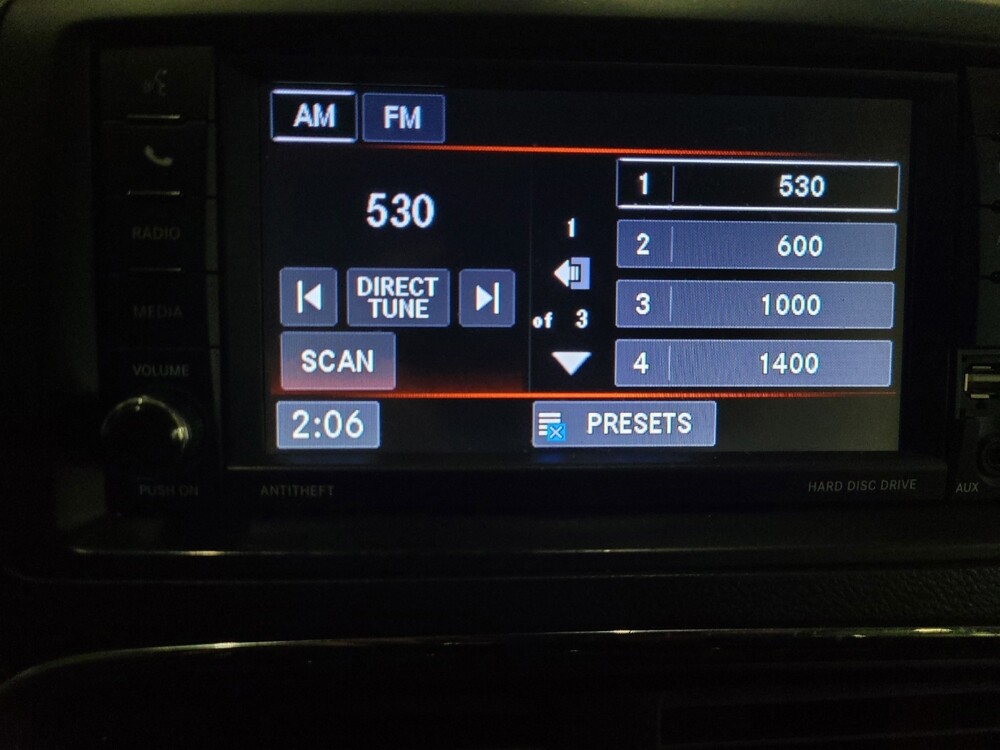 AM FM
530
DIRECT
TUNE
SCAN
2:06
1
of 3
1 530
2 600
3 1000
4 1400
PRESETS
RADIO
MEDIA
VOLUME
PUSH ON
ANTITHEFT
HARD DISC DRIVE
AUX